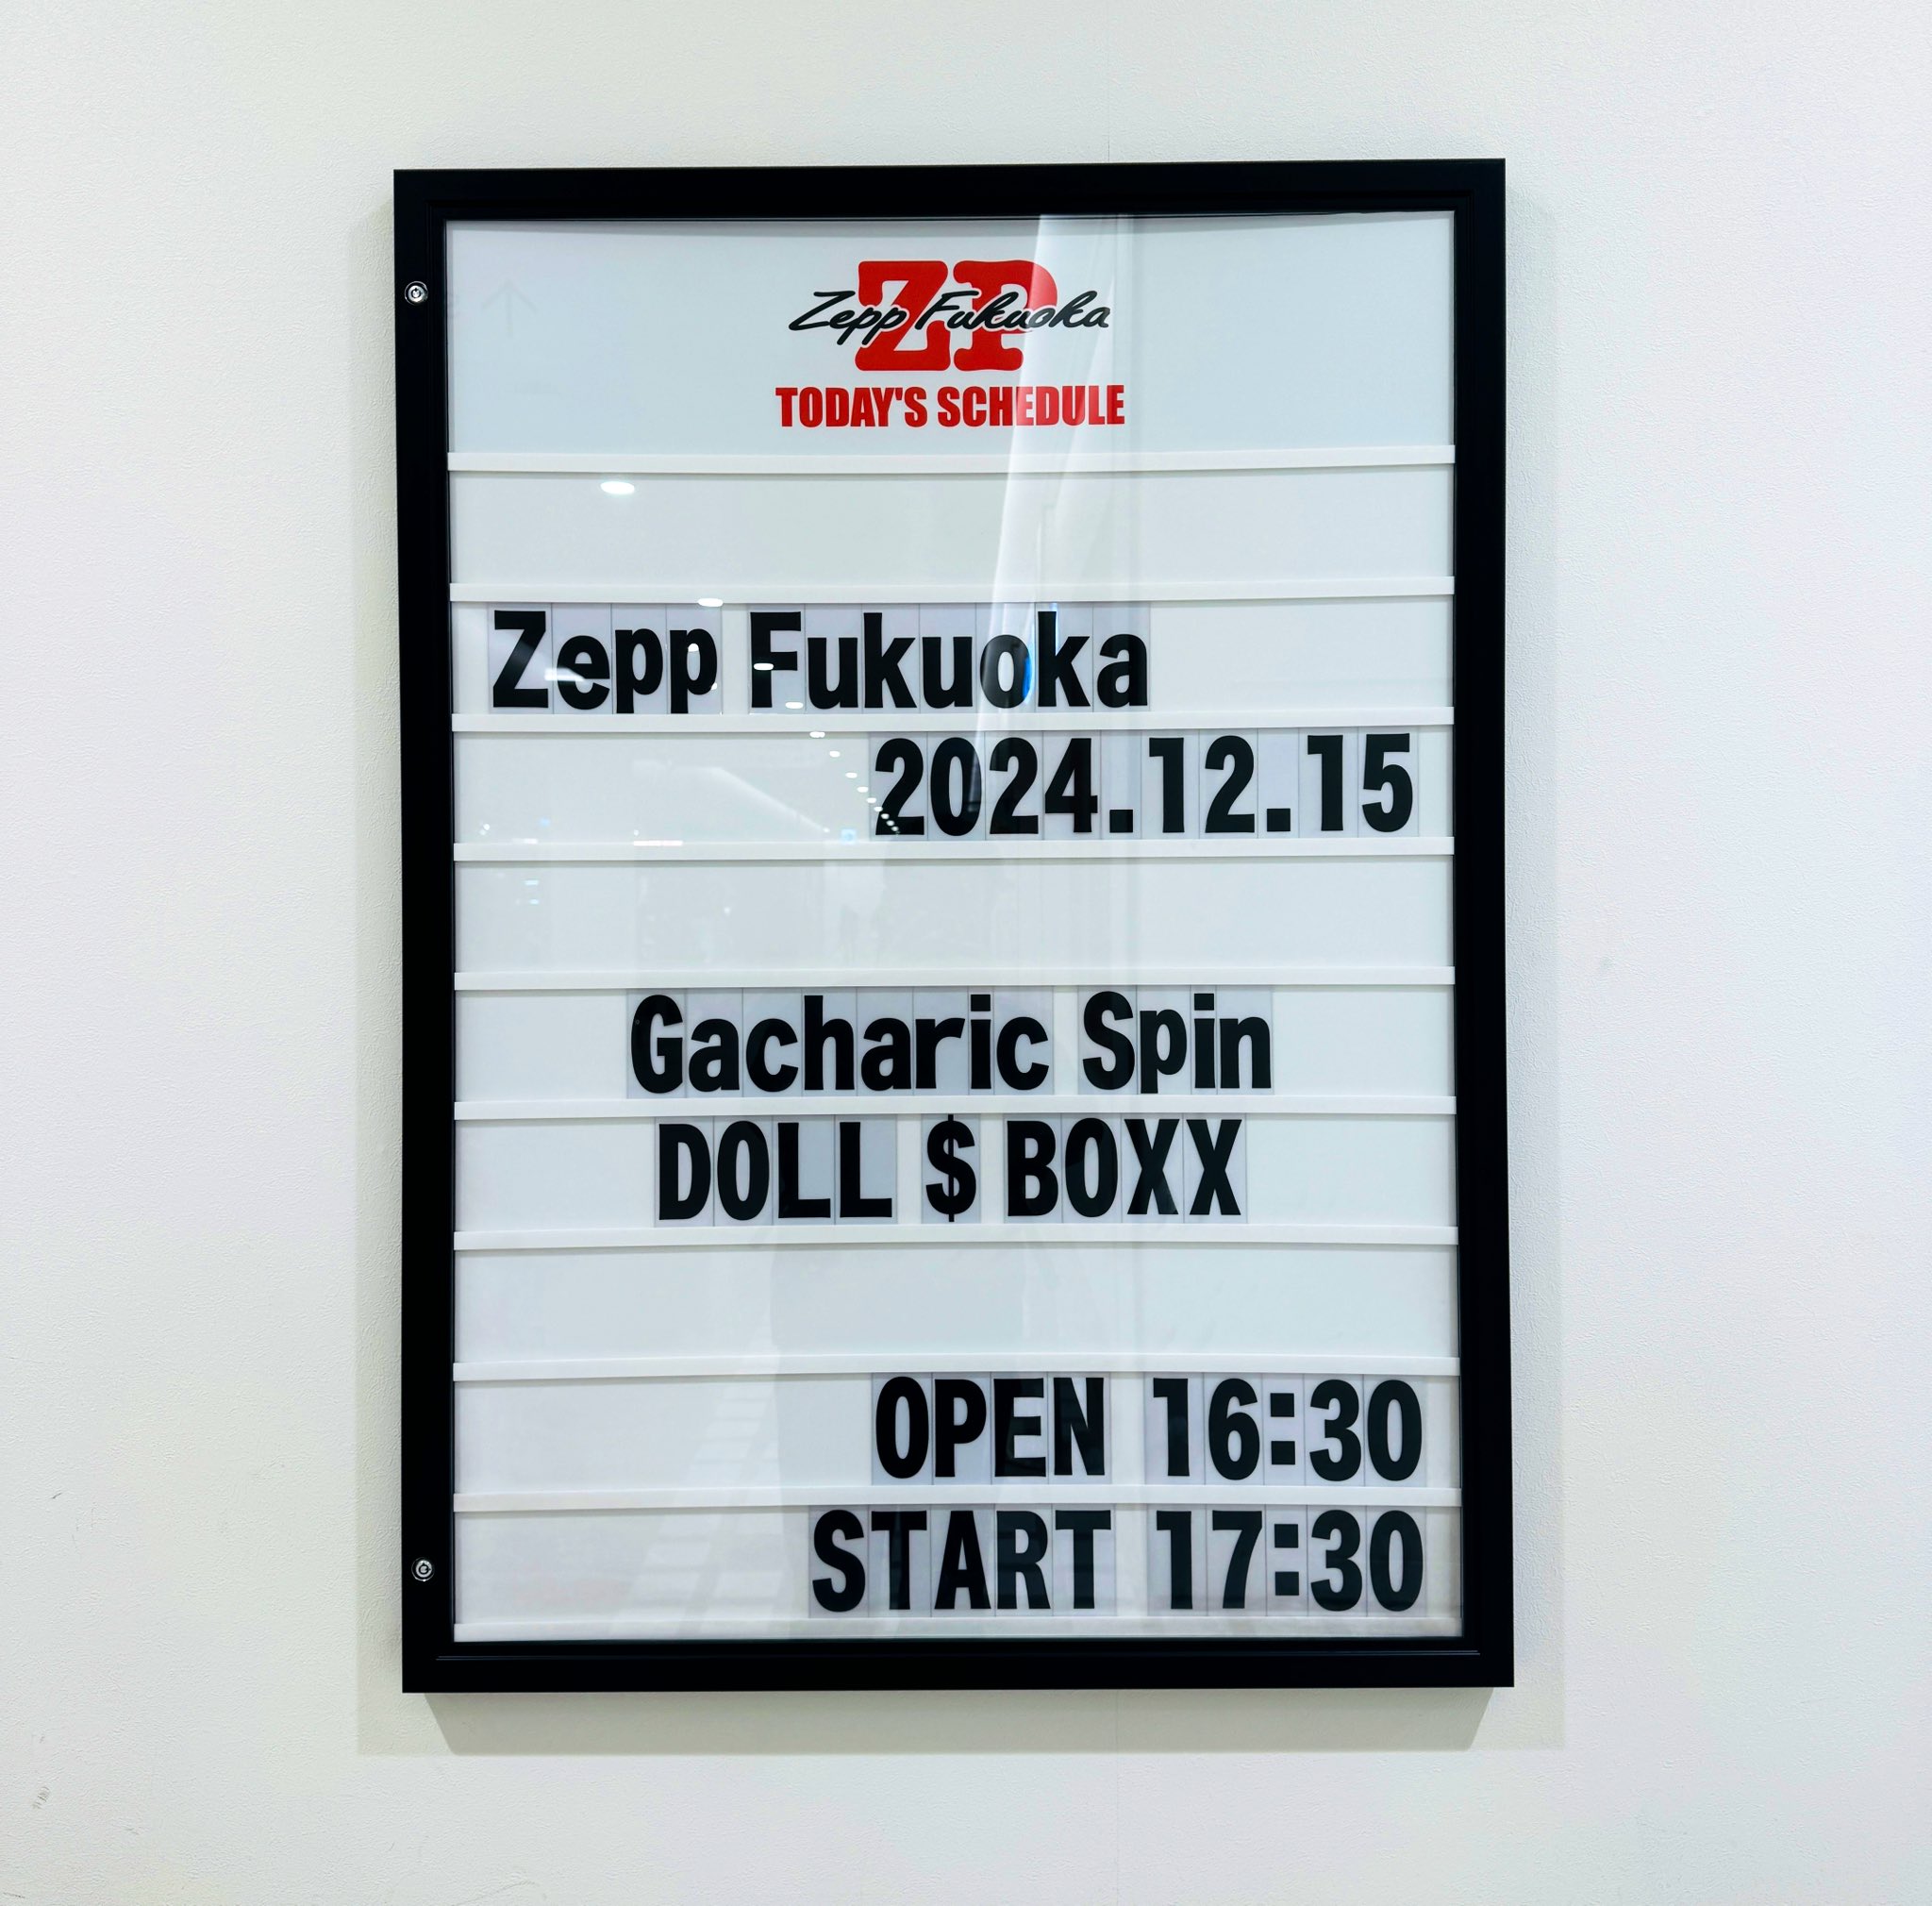 ZP
Zepp Fukuoka
TODAY'S SCHEDULE
Zepp Fukuoka
2024.12.15
Gacharic Spin
DOLL $ BOXX
OPEN 16:30
START 17:30